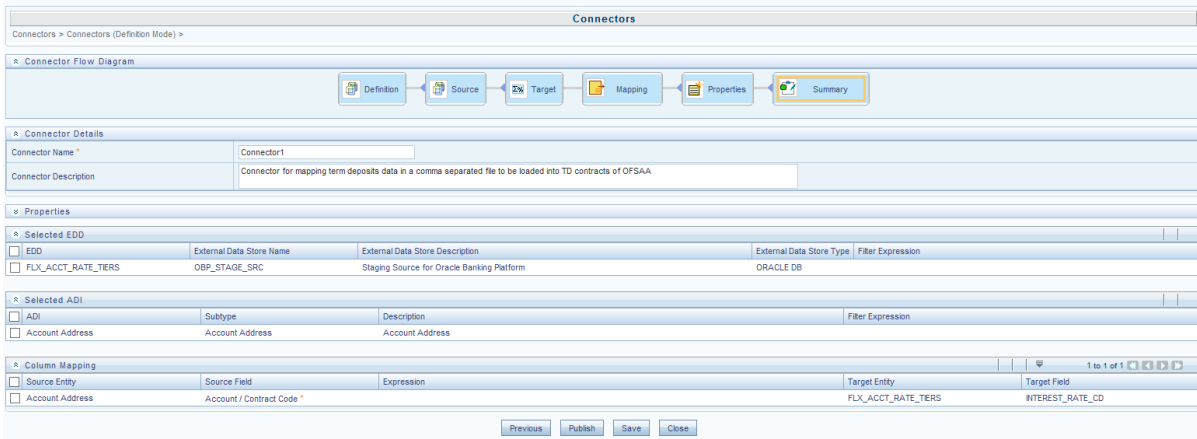 Connectors
Connectors > Connectors (Definition Mode) >
Connector Flow Diagram
Definition Source Target Mapping Properties Summary
Connector Details
Connector Name * Connector1
Connector Description Connector for mapping term deposits data in a comma separated file to be loaded into TD contracts of OFSAA
Properties
Selected EDD
EDD External Data Store Name External Data Store Description External Data Store Type Filter Expression
FLX_ACCT_RATE_TIERS OBP_STAGE_SRC Staging Source for Oracle Banking Platform ORACLE DB
Selected ADI
ADI Subtype Description Filter Expression
Account Address Account Address Account Address
Column Mapping 1 to 1 of 1
Source Entity Source Field Expression Target Entity Target Field
Account Address Account / Contract Code * FLX_ACCT_RATE_TIERS INTEREST_RATE_CD
Previous Publish Save Close